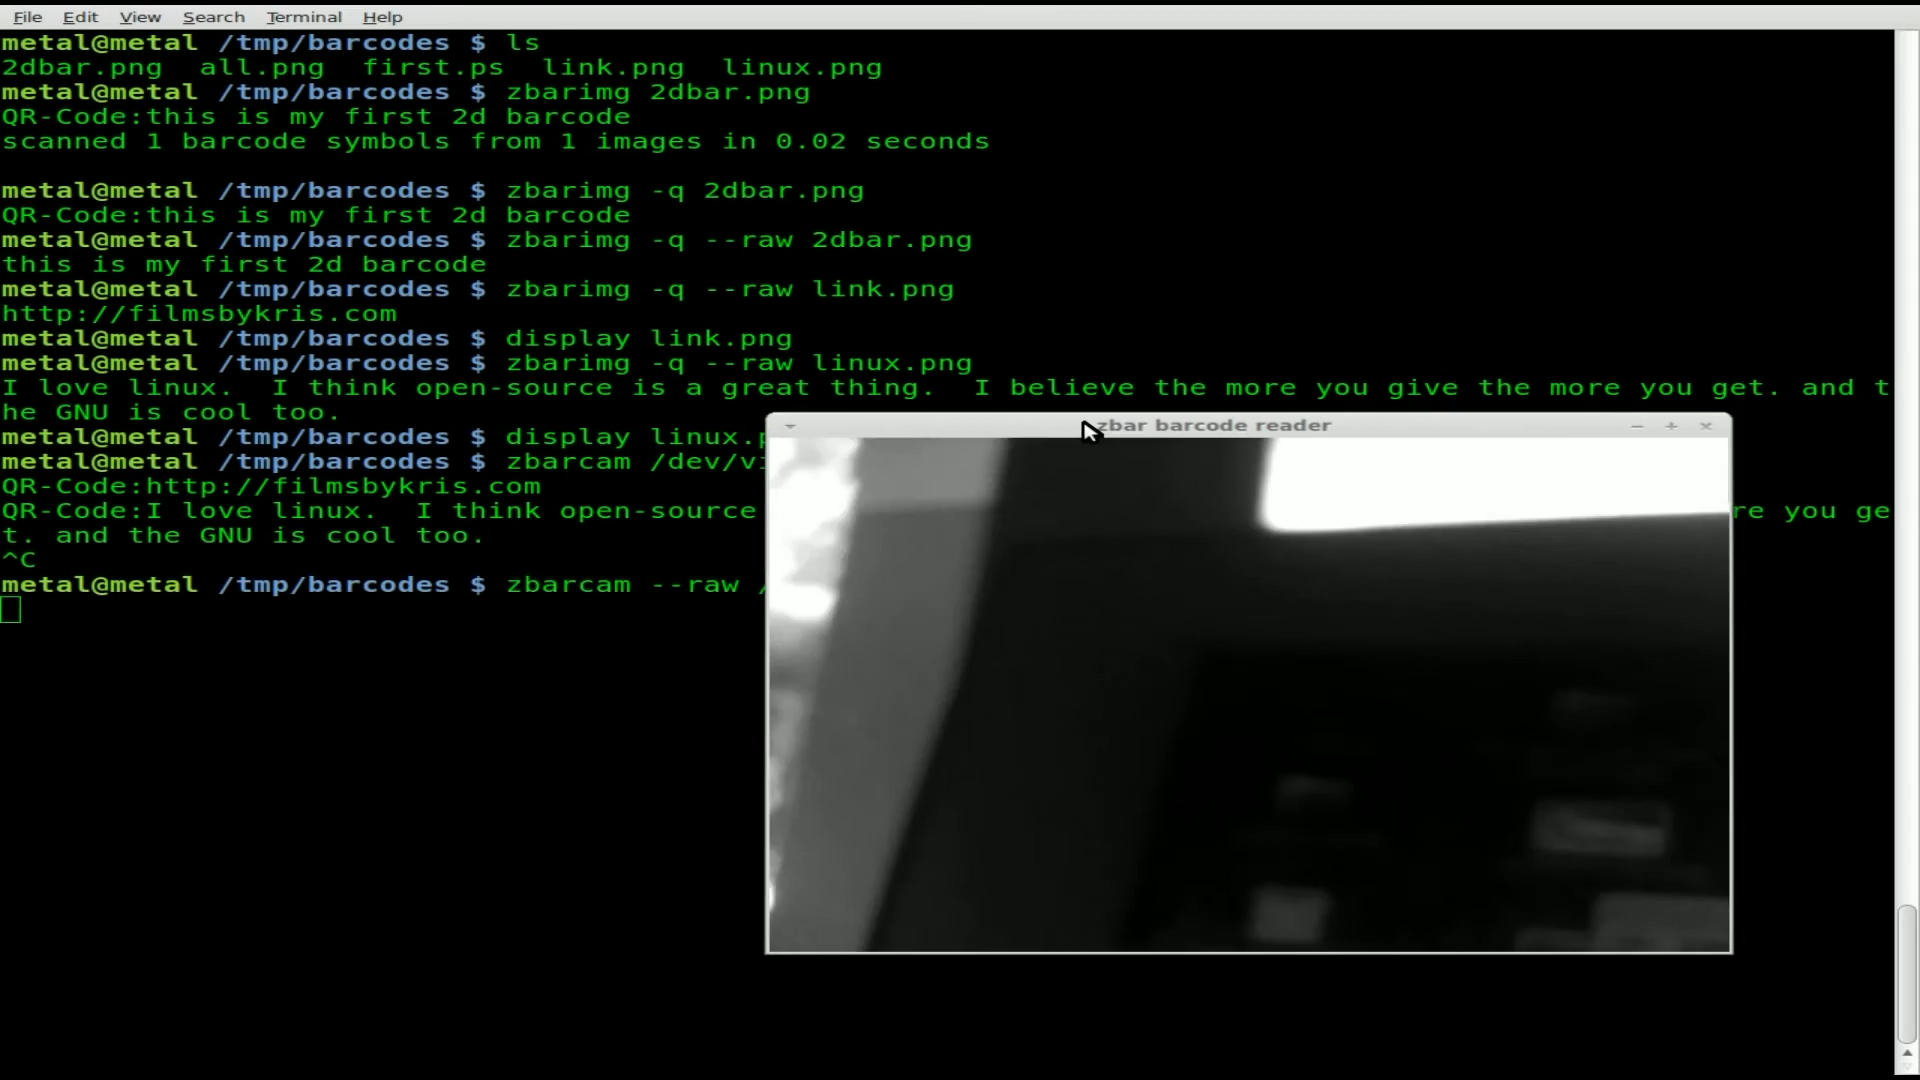 File Edit View Search Terminal Help
metal@metal /tmp/barcodes $ ls
2dbar.png  all.png  first.ps  link.png  linux.png
metal@metal /tmp/barcodes $ zbarimg 2dbar.png
QR-Code:this is my first 2d barcode
scanned 1 barcode symbols from 1 images in 0.02 seconds
metal@metal /tmp/barcodes $ zbarimg -q 2dbar.png
QR-Code:this is my first 2d barcode
metal@metal /tmp/barcodes $ zbarimg -q --raw 2dbar.png
this is my first 2d barcode
metal@metal /tmp/barcodes $ zbarimg -q --raw link.png
http://filmsbykris.com
metal@metal /tmp/barcodes $ display link.png
metal@metal /tmp/barcodes $ zbarimg -q --raw linux.png
I love linux.  I think open-source is a great thing.  I believe the more you give the more you get. and t
he GNU is cool too.
zbar barcode reader
metal@metal /tmp/barcodes $ display linux.p
metal@metal /tmp/barcodes $ zbarcam /dev/vi
QR-Code:http://filmsbykris.com
QR-Code:I love linux.  I think open-source re you ge
t. and the GNU is cool too.
^C
metal@metal /tmp/barcodes $ zbarcam --raw /